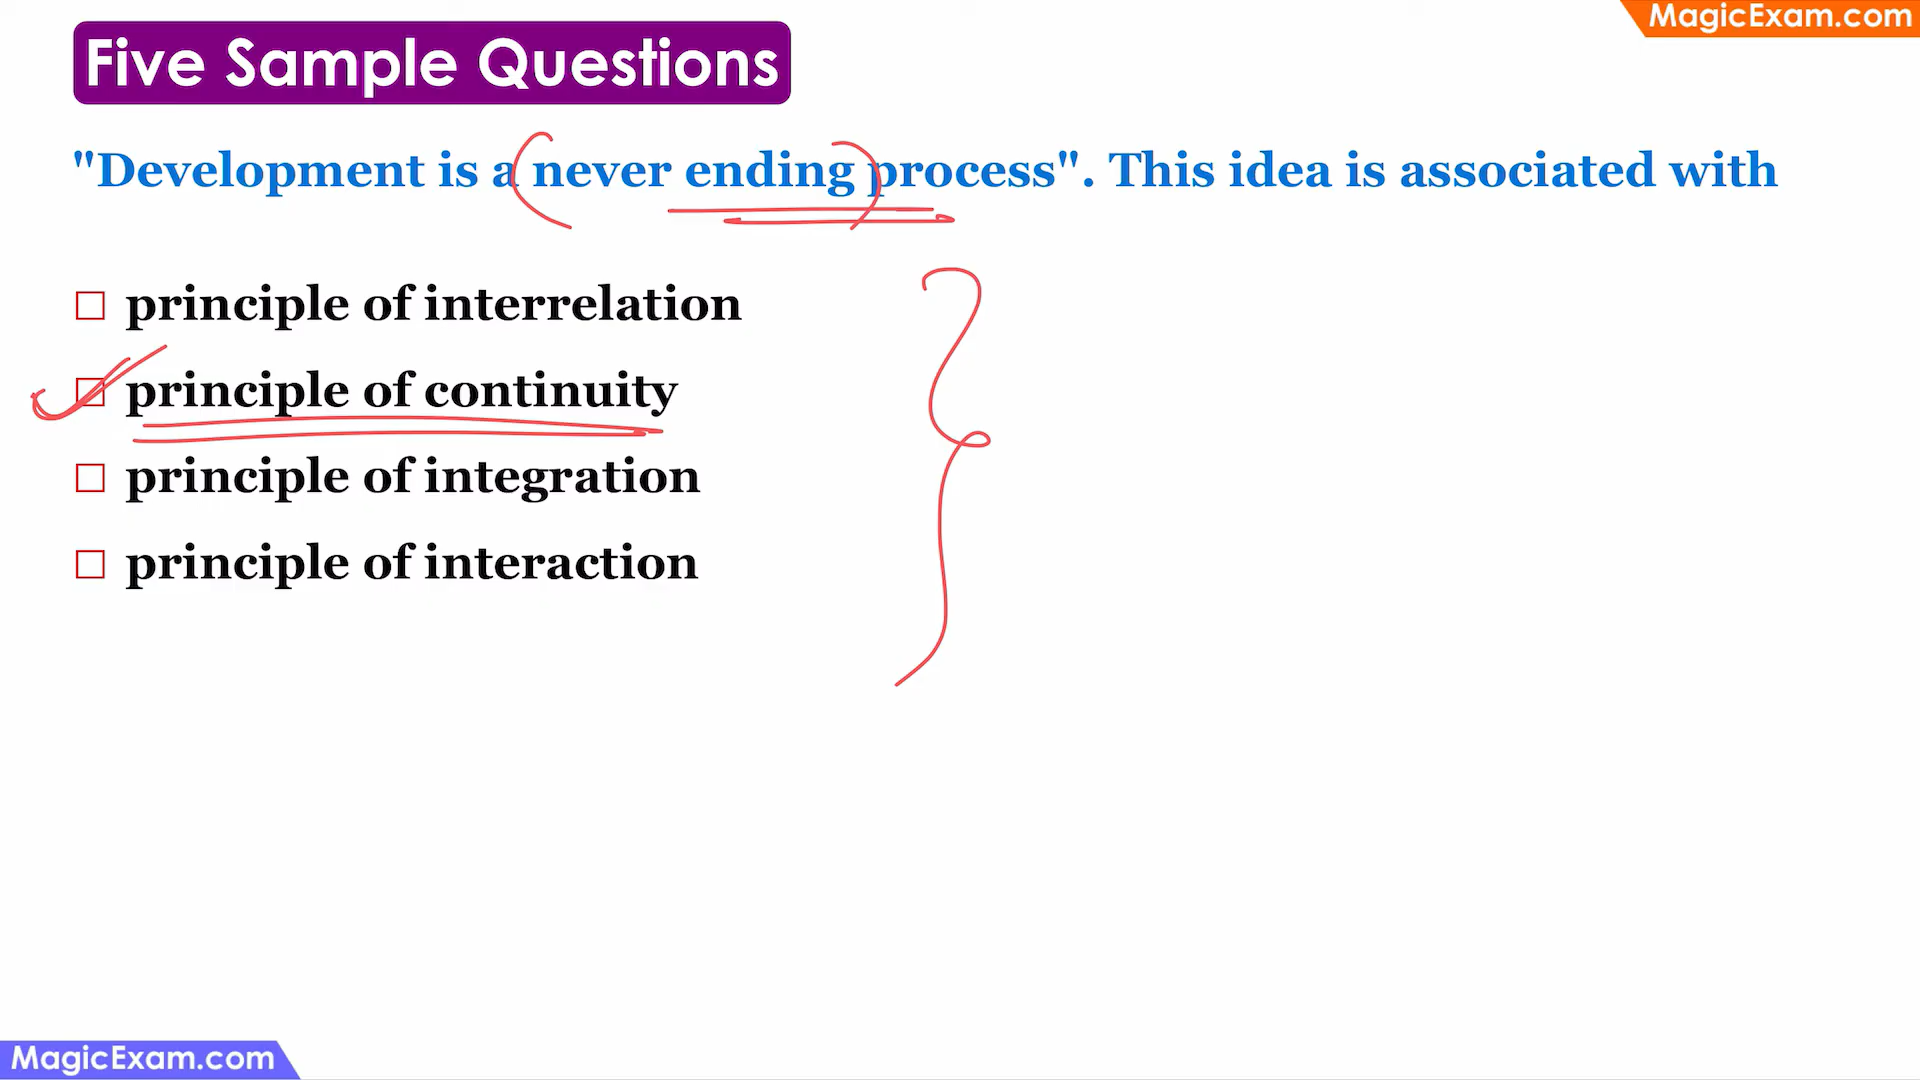 MagicExam.com
Five Sample Questions
"Development is a never ending process". This idea is associated with
principle of interrelation
principle of continuity
principle of integration
principle of interaction
MagicExam.com